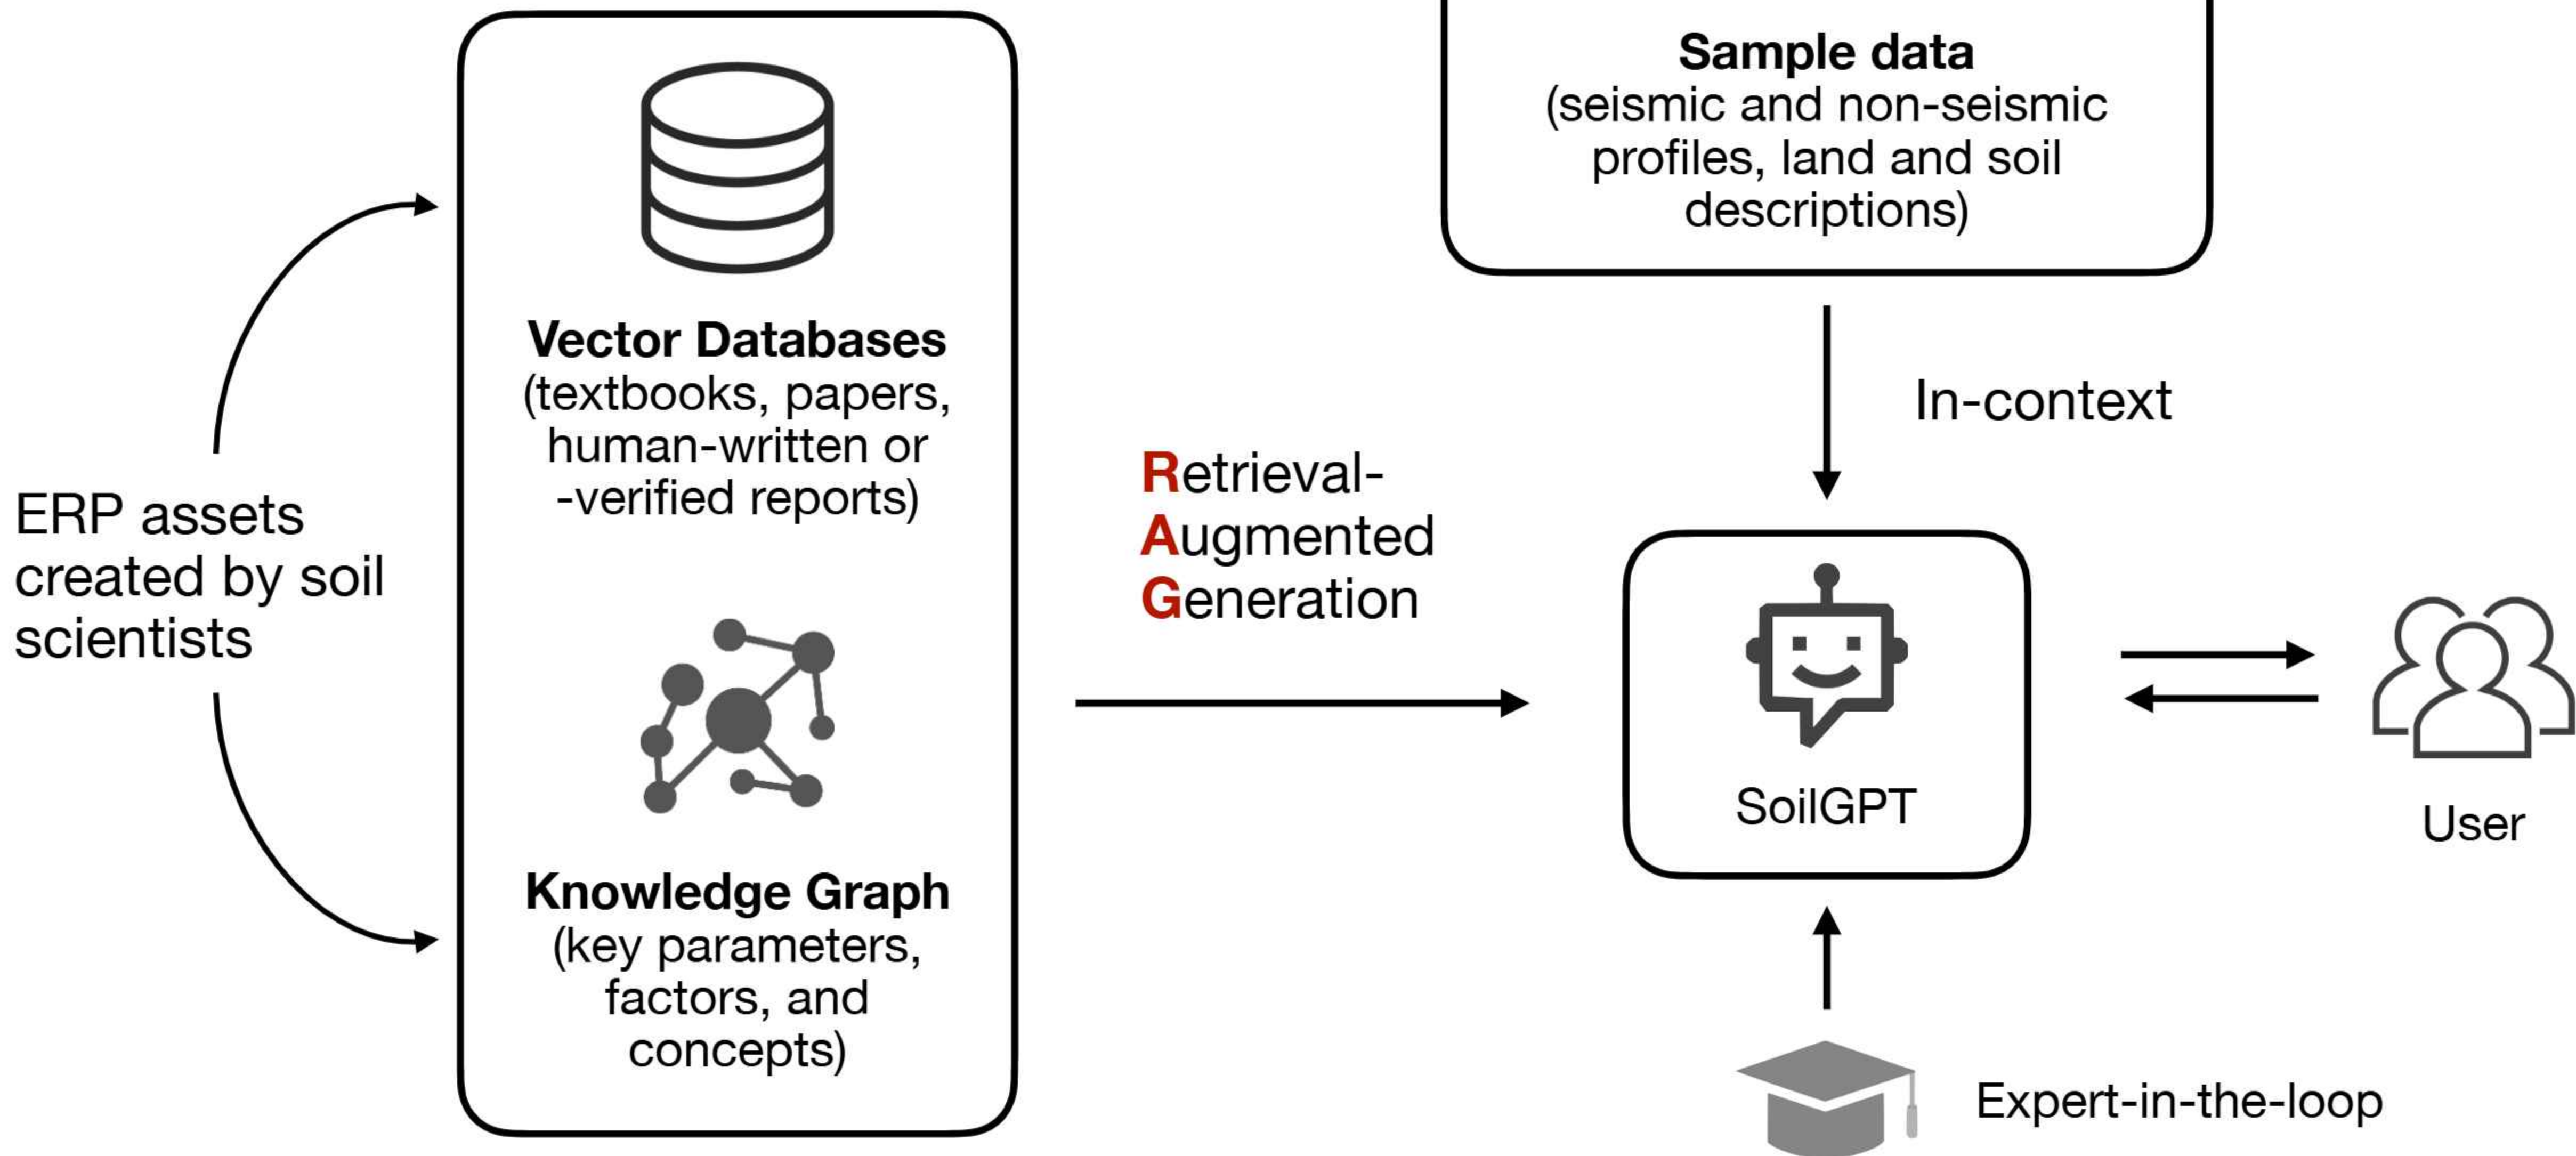 ERP assets
created by soil
scientists
Vector Databases
(textbooks, papers,
human-written or
-verified reports)
Knowledge Graph
(key parameters,
factors, and
concepts)
Retrieval-
Augmented
Generation
Sample data
(seismic and non-seismic
profiles, land and soil
descriptions)
In-context
SoilGPT
User
Expert-in-the-loop